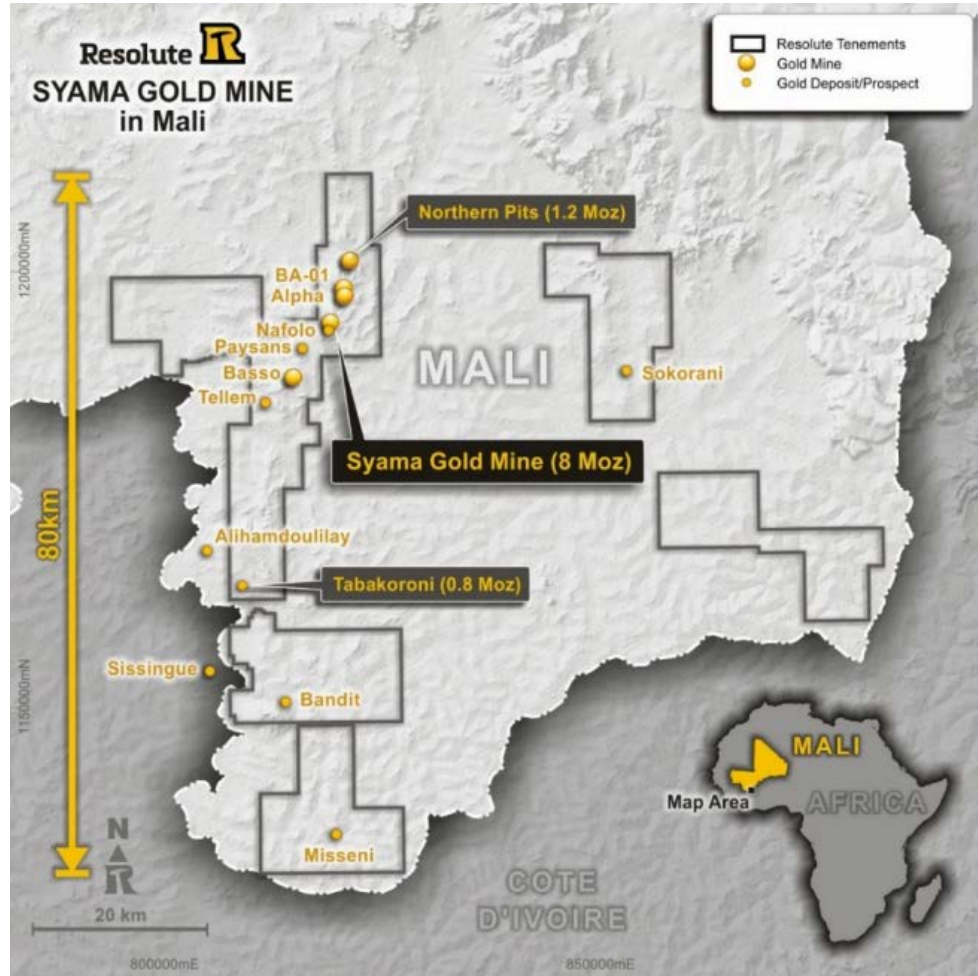 Resolute
SYAMA GOLD MINE
in Mali
Resolute Tenements
Gold Mine
Gold Deposit/Prospect
Northern Pits (1.2 Moz)
1200000mN
BA-01
Alpha
Nafolo
Paysans
MALI
Basso
Sokorani
Tellem
Syama Gold Mine (8 Moz)
80km
Alihamdoulilay
Tabakoroni (0.8 Moz)
Sissingue
1150000mN
Bandit
MALI
Map Area
AFRICA
N
Misseni
COTE
D'IVOIRE
20 km
800000mE
850000mE